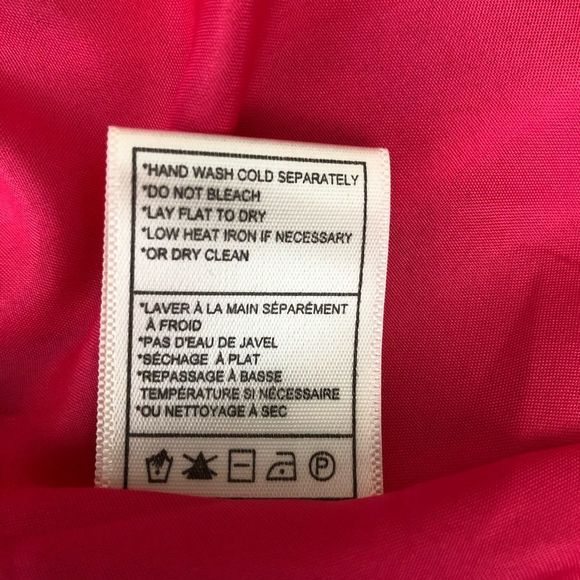 *HAND WASH COLD SEPARATELY
*DO NOT BLEACH
*LAY FLAT TO DRY
*LOW HEAT IRON IF NECESSARY
*OR DRY CLEAN
*LAVER À LA MAIN SÉPARÉMENT
À FROID
*PAS D'EAU DE JAVEL
*SÉCHAGE À PLAT
*REPASSAGE À BASSE
TEMPÉRATURE SI NÉCESSAIRE
*OU NETTOYAGE À SEC
P